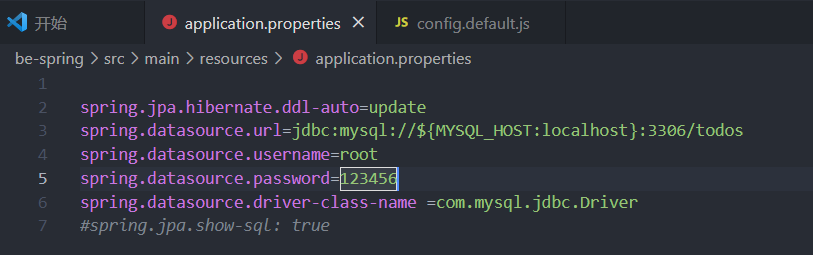 开始
application.properties
JS config.default.js
be-spring > src > main > resources > application.properties
1
2 spring.jpa.hibernate.ddl-auto=update
3 spring.datasource.url=jdbc:mysql://${MYSQL_HOST:localhost}:3306/todos
4 spring.datasource.username=root
5 spring.datasource.password=123456
6 spring.datasource.driver-class-name =com.mysql.jdbc.Driver
7 #spring.jpa.show-sql: true